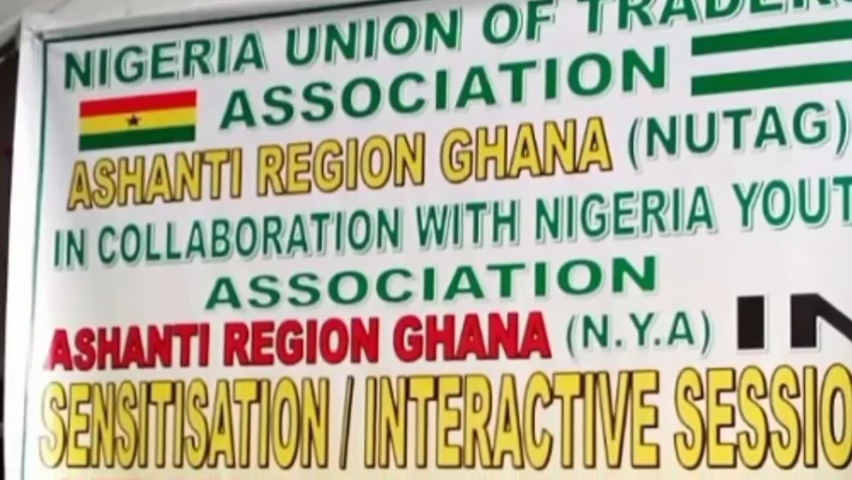 NIGERIA UNION OF TRADERS
ASSOCIATION
ASHANTI REGION GHANA (NUTAG)
IN COLLABORATION WITH NIGERIA YOUT
ASSOCIATION
ASHANTI REGION GHANA (N.Y.A) IN
SENSITISATION / INTERACTIVE SESSIO